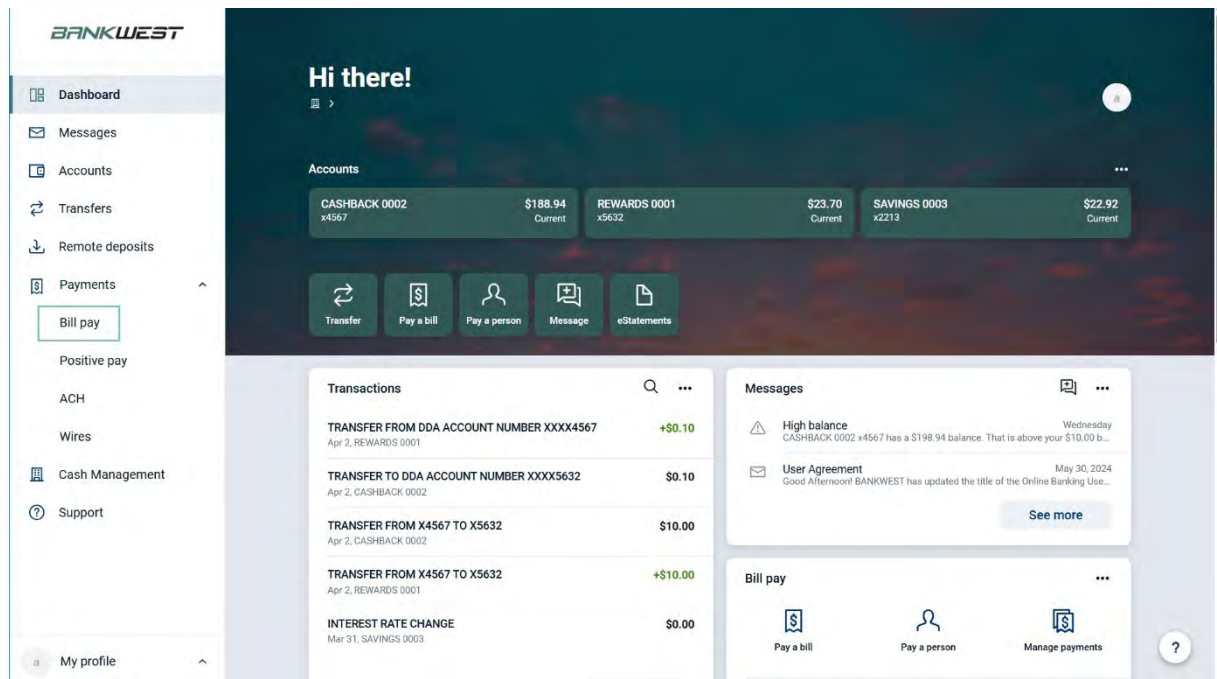 BANKWEST
Dashboard
Messages
Accounts
Transfers
Remote deposits
Payments
Bill pay
Positive pay
ACH
Wires
Cash Management
Support
a My profile
Hi there!
a
Accounts
CASHBACK 0002 $188.94
x4567 Current
REWARDS 0001 $23.70
x5632 Current
SAVINGS 0003 $22.92
x2213 Current
Transfer
Pay a bill
Pay a person
Message
eStatements
Transactions
TRANSFER FROM DDA ACCOUNT NUMBER XXXX4567 +$0.10
Apr 2, REWARDS 0001
TRANSFER TO DDA ACCOUNT NUMBER XXXX5632 $0.10
Apr 2, CASHBACK 0002
TRANSFER FROM X4567 TO X5632 $10.00
Apr 2, CASHBACK 0002
TRANSFER FROM X4567 TO X5632 +$10.00
Apr 2, REWARDS 0001
INTEREST RATE CHANGE $0.00
Mar 31, SAVINGS 0003
Messages
High balance Wednesday
CASHBACK 0002 x4567 has a $198.94 balance. That is above your $10.00 b...
User Agreement May 30, 2024
Good Afternoon! BANKWEST has updated the title of the Online Banking Use...
See more
Bill pay
Pay a bill
Pay a person
Manage payments
?